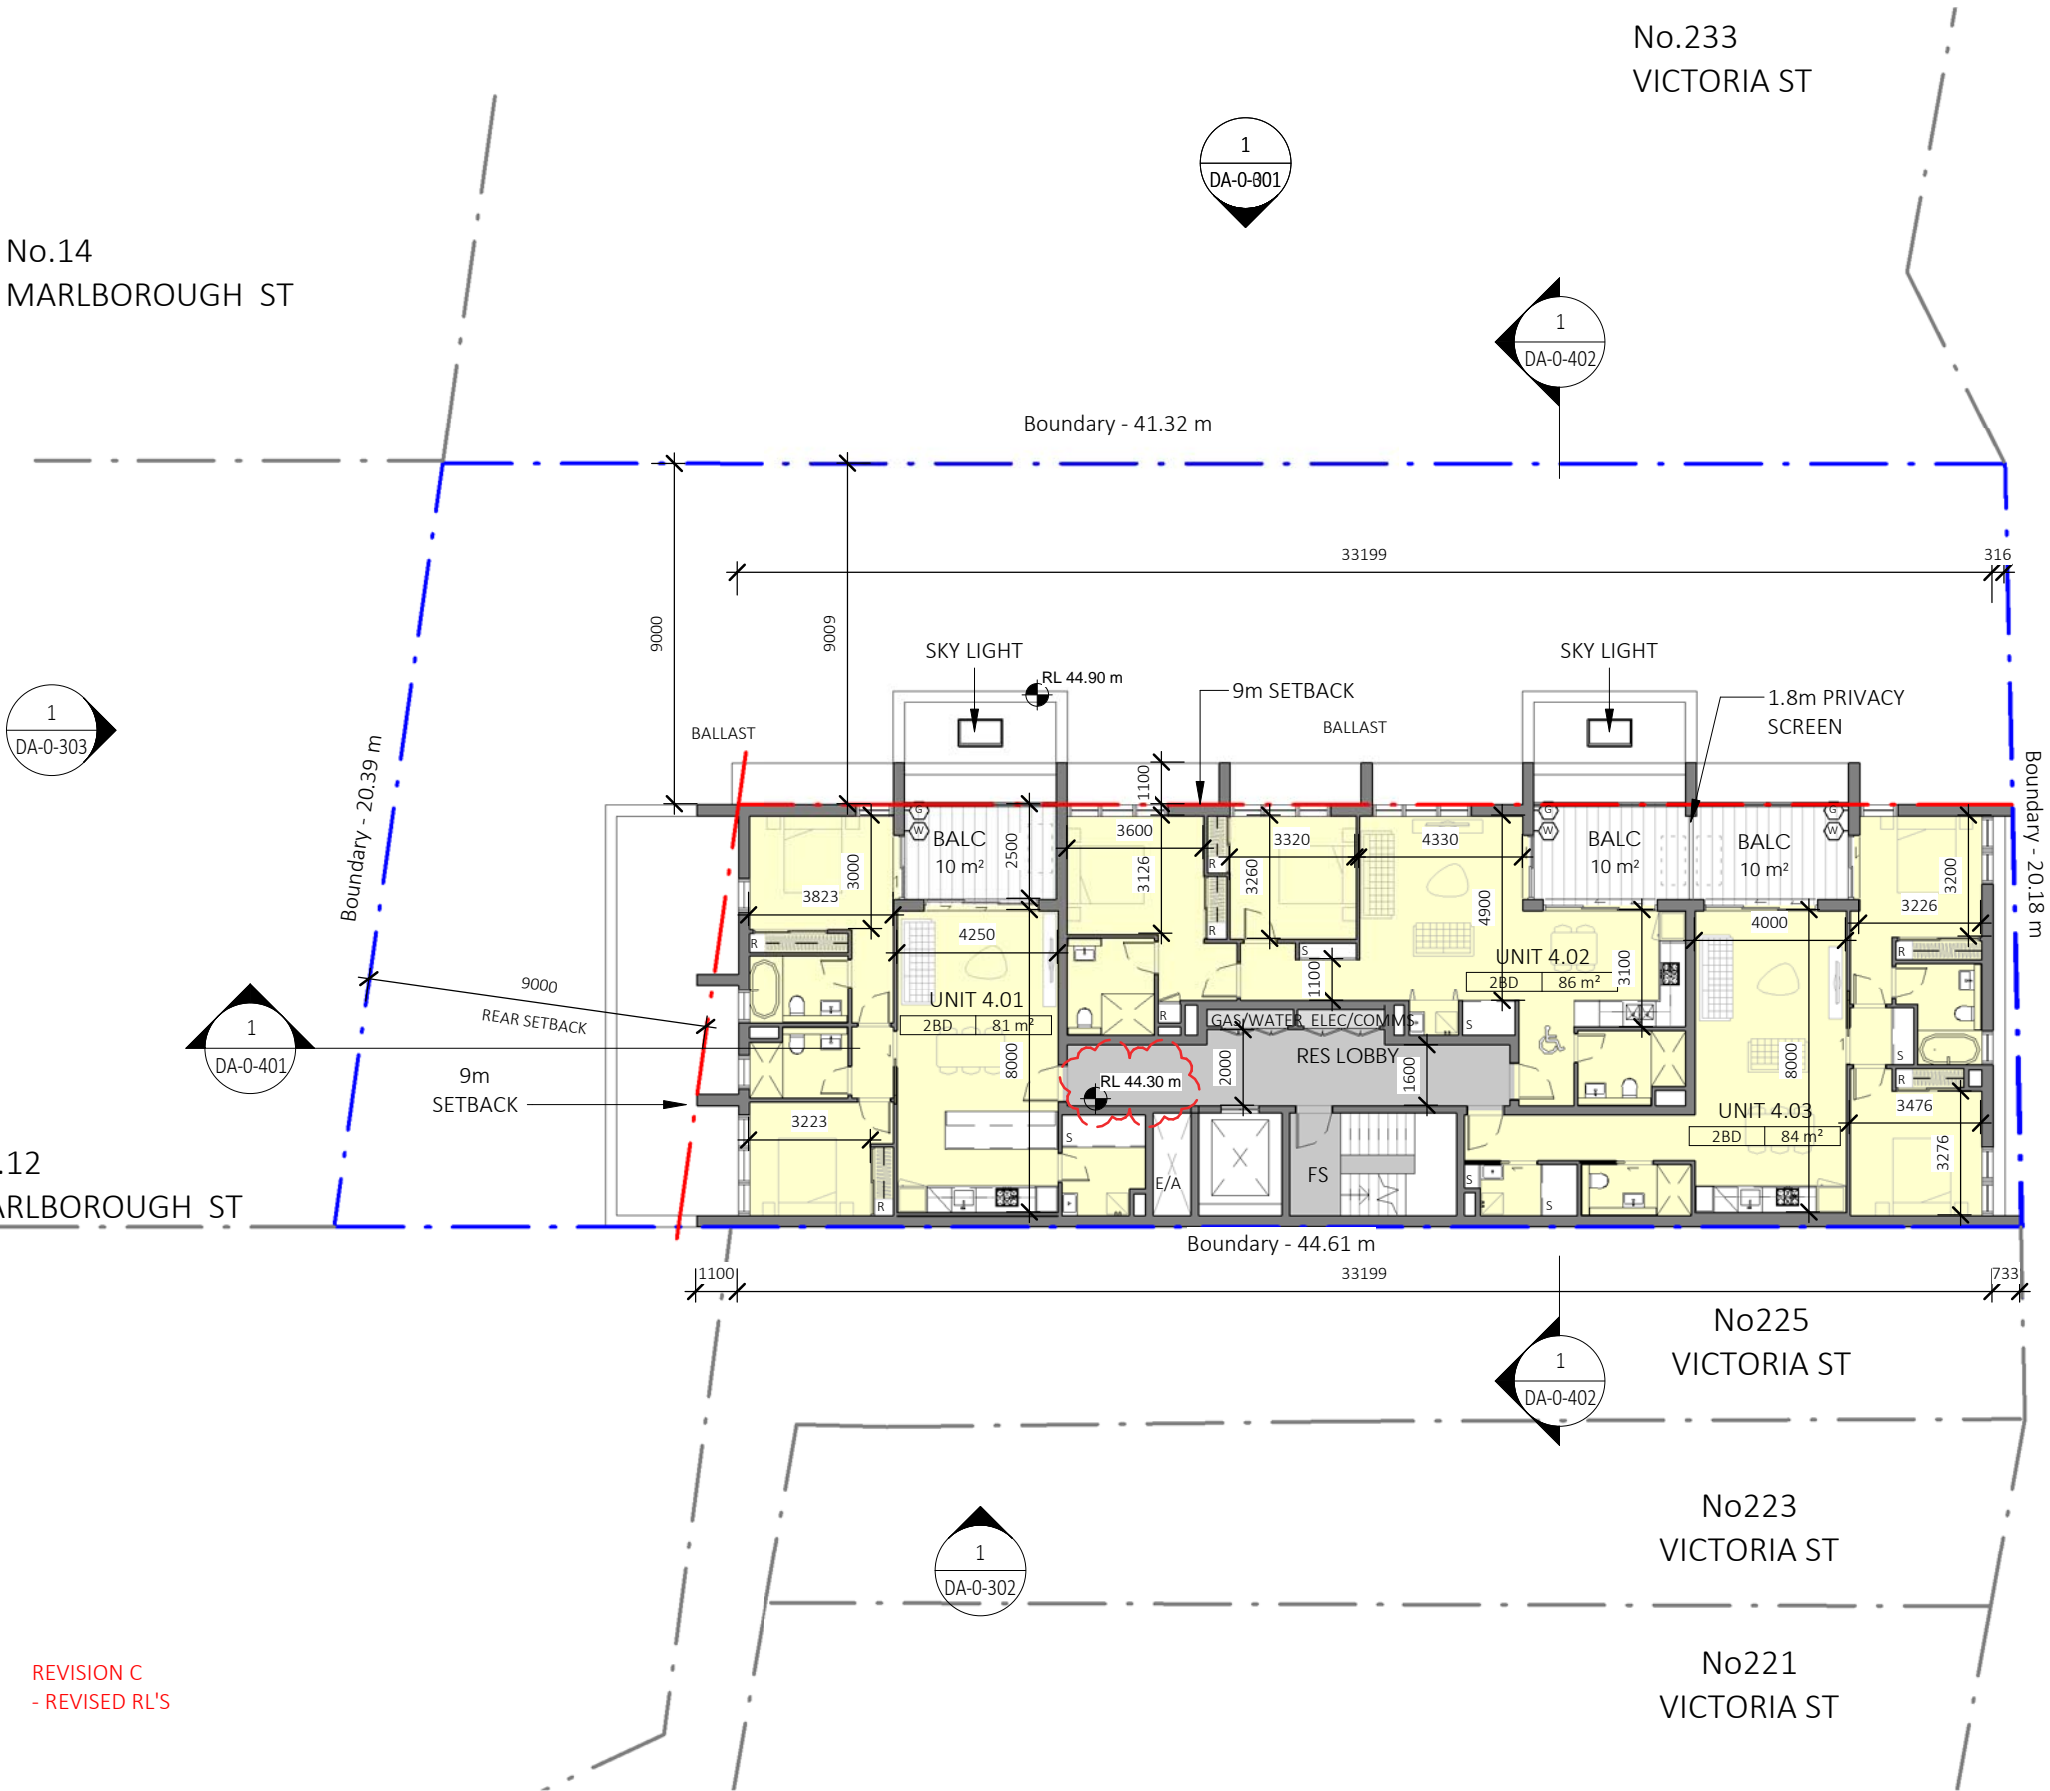 No.233
VICTORIA ST
1
DA-0-301
No.14
MARLBOROUGH ST
1
DA-0-402
Boundary - 41.32 m
33199
316
9000
9009
SKY LIGHT
SKY LIGHT
RL 44.90 m
9m SETBACK
1.8m PRIVACY
SCREEN
BALLAST
BALLAST
1
DA-0-303
Boundary - 20.39 m
Boundary - 20.18 m
1100
G
W
BALC
10 m²
2500
3000
3823
3600
3126
R
R
3320
3260
4330
4900
G
W
BALC
10 m²
BALC
10 m²
G
W
3200
3226
R
R
4250
S
1100
UNIT 4.02
2BD
86 m²
3100
4000
9000
REAR SETBACK
UNIT 4.01
2BD
81 m²
8000
R
GAS/WATER
ELEC/COMMS
S
RES LOBBY
2000
1600
RL 44.30 m
8000
S
R
1
DA-0-401
9m
SETBACK
3223
R
S
E/A
FS
S
S
UNIT 4.03
2BD
84 m²
3476
3276
.12
ARLBOROUGH ST
Boundary - 44.61 m
1100
33199
733
No225
VICTORIA ST
1
DA-0-402
No223
VICTORIA ST
1
DA-0-302
No221
VICTORIA ST
REVISION C
- REVISED RL'S